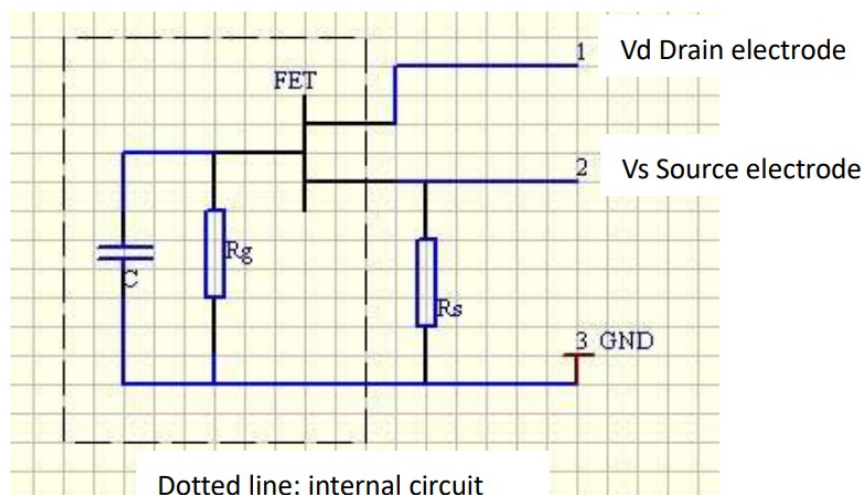 1 Vd Drain electrode
FET
2 Vs Source electrode
Rg
C
Rs
3 GND
Dotted line: internal circuit